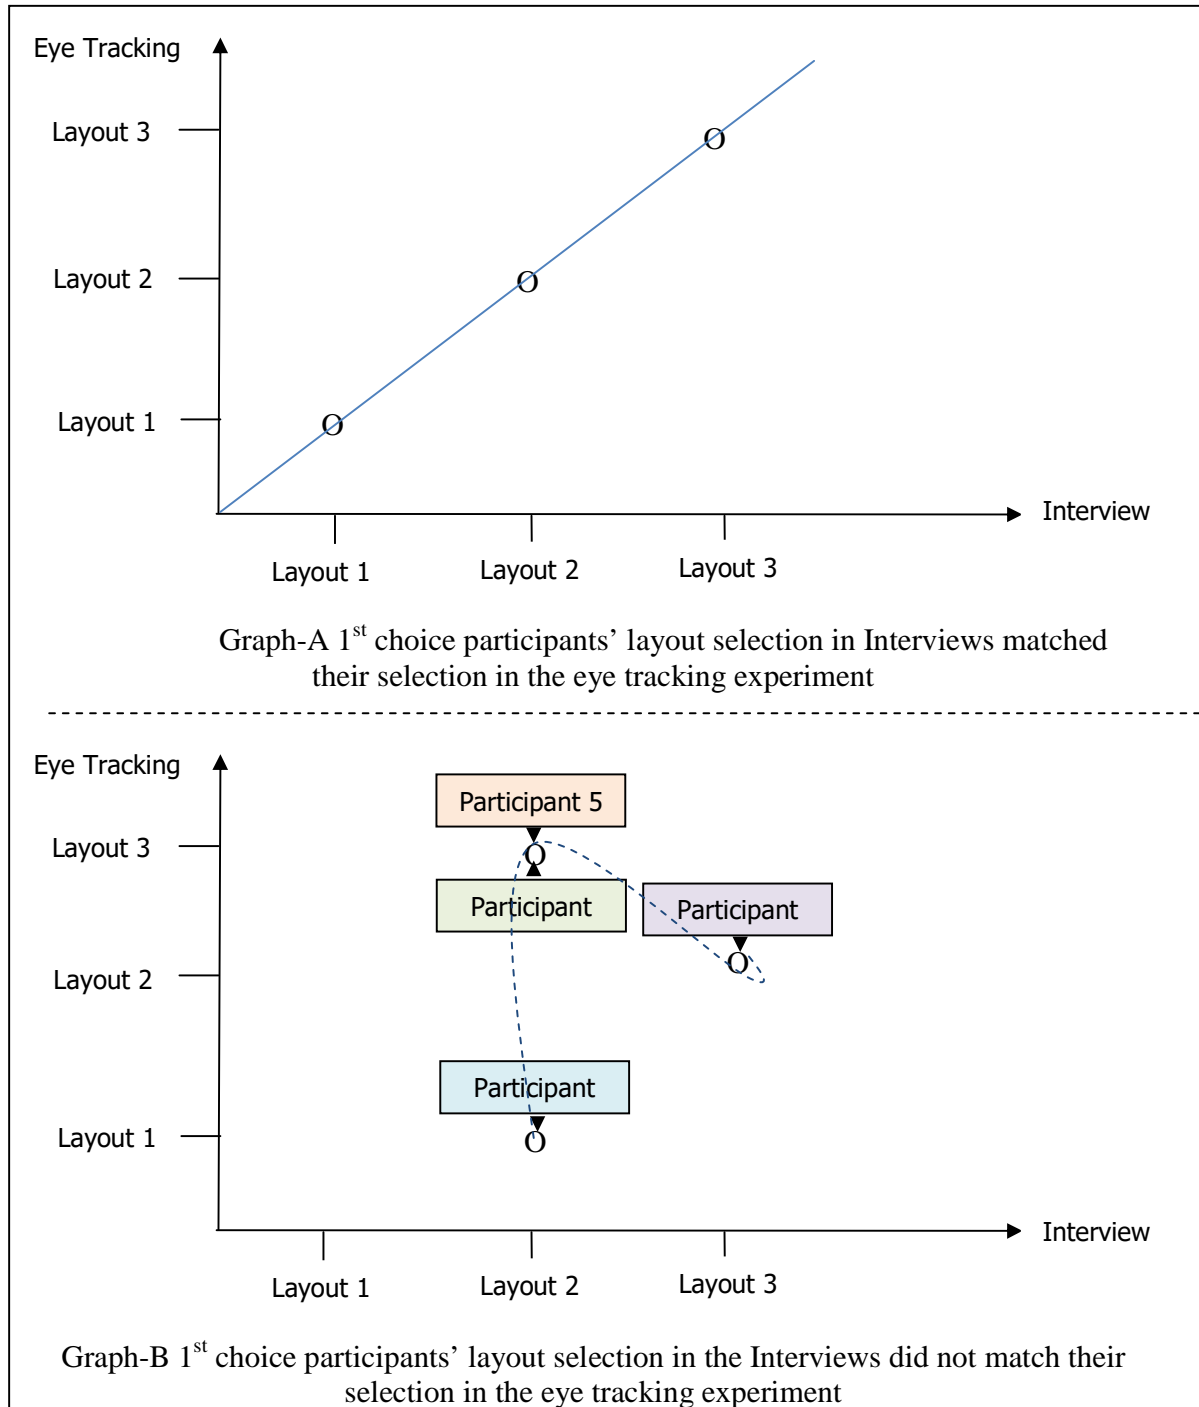 Eye Tracking
Layout 3
O
Layout 2
O
Layout 1
O
Interview
Layout 1
Layout 2
Layout 3
Graph-A 1st choice participants’ layout selection in Interviews matched
their selection in the eye tracking experiment
Eye Tracking
Participant 5
Layout 3
O
Participant
Participant
Layout 2
O
Participant
Layout 1
O
Interview
Layout 1
Layout 2
Layout 3
Graph-B 1st choice participants’ layout selection in the Interviews did not match their
selection in the eye tracking experiment